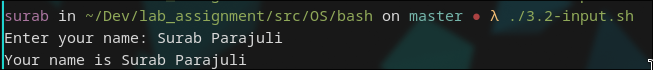 surab in ~/Dev/lab_assignment/src/OS/bash on master ● λ ./3.2-input.sh
Enter your name: Surab Parajuli
Your name is Surab Parajuli